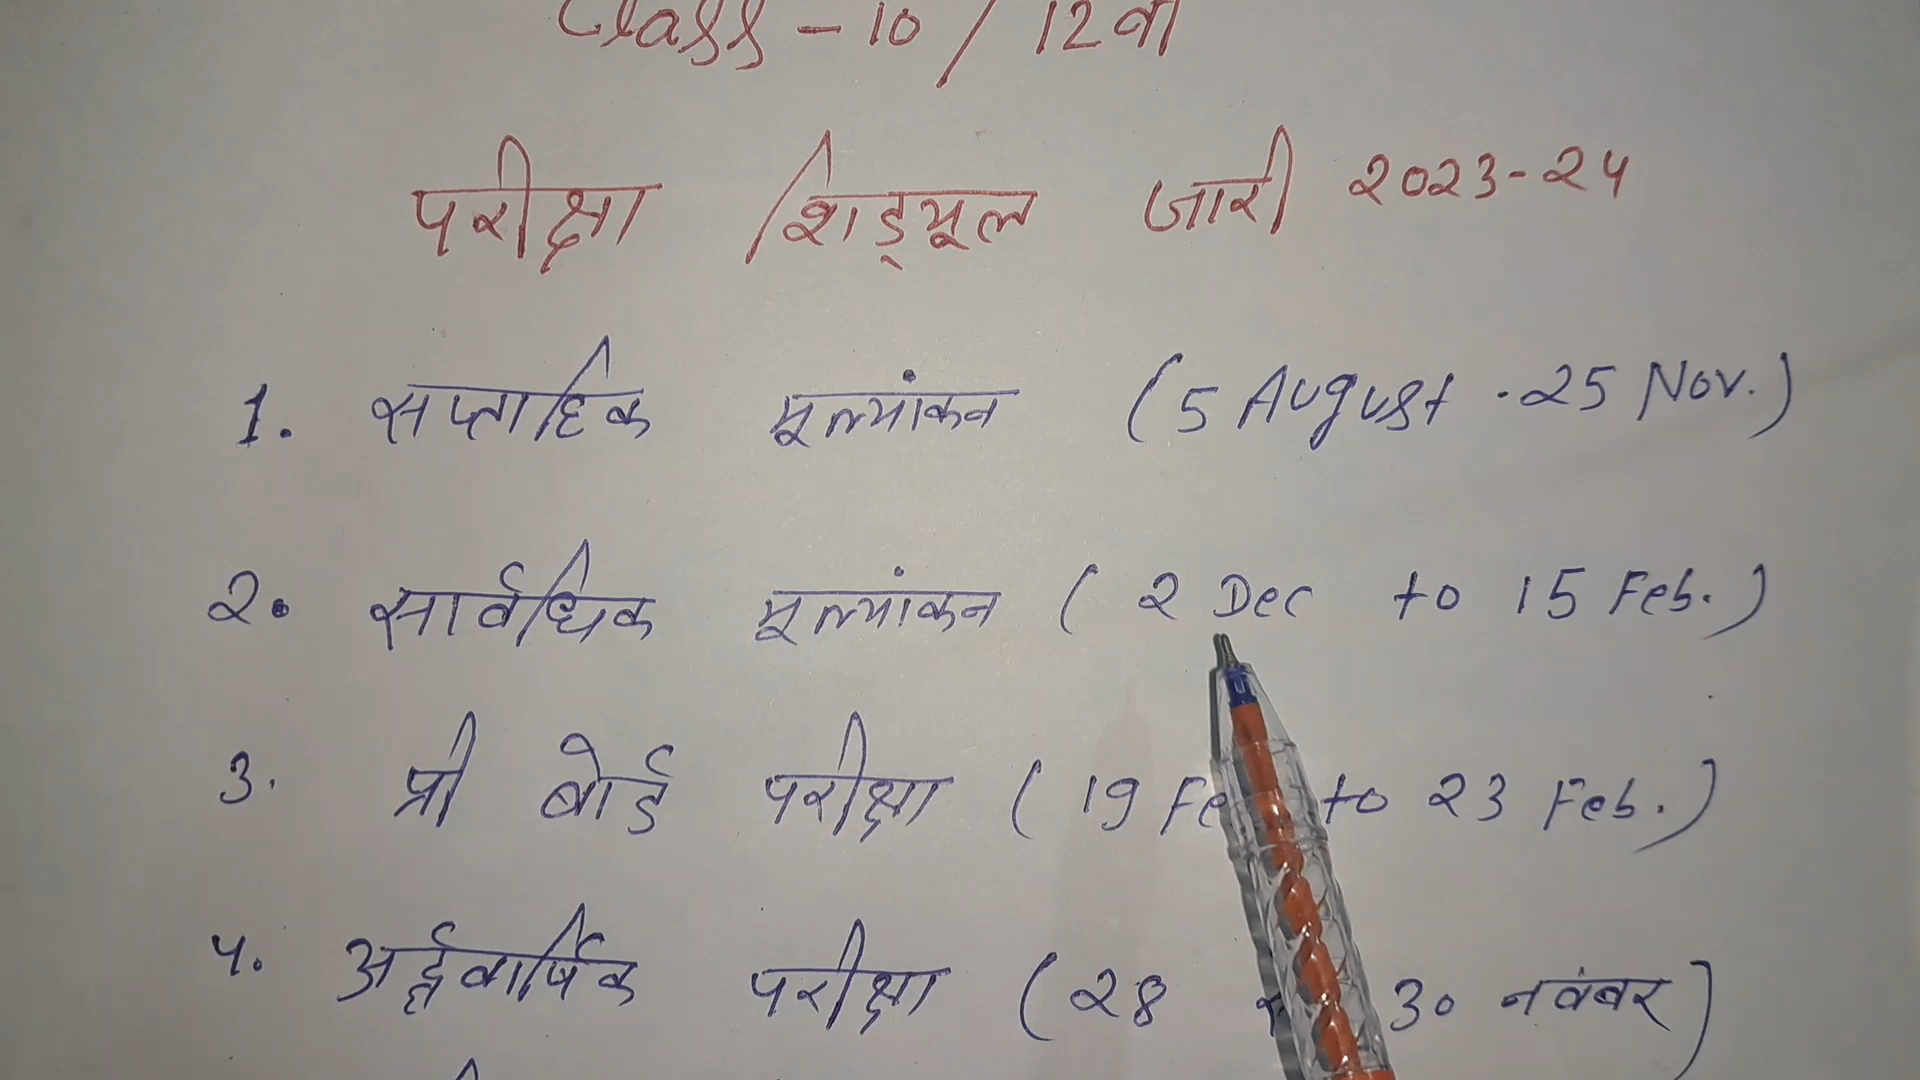 Class - 10 / 12वी
परीक्षा शिड्यूल जारी 2023-24
1. सप्ताहिक मूल्यांकन (5 August - 25 Nov.)
2. सार्वधिक मूल्यांकन ( 2 Dec to 15 Feb. )
3. प्री बोर्ड परीक्षा ( 19 Fe to 23 Feb. )
4. अर्द्धवार्षिक परीक्षा ( 28 30 नवंबर )